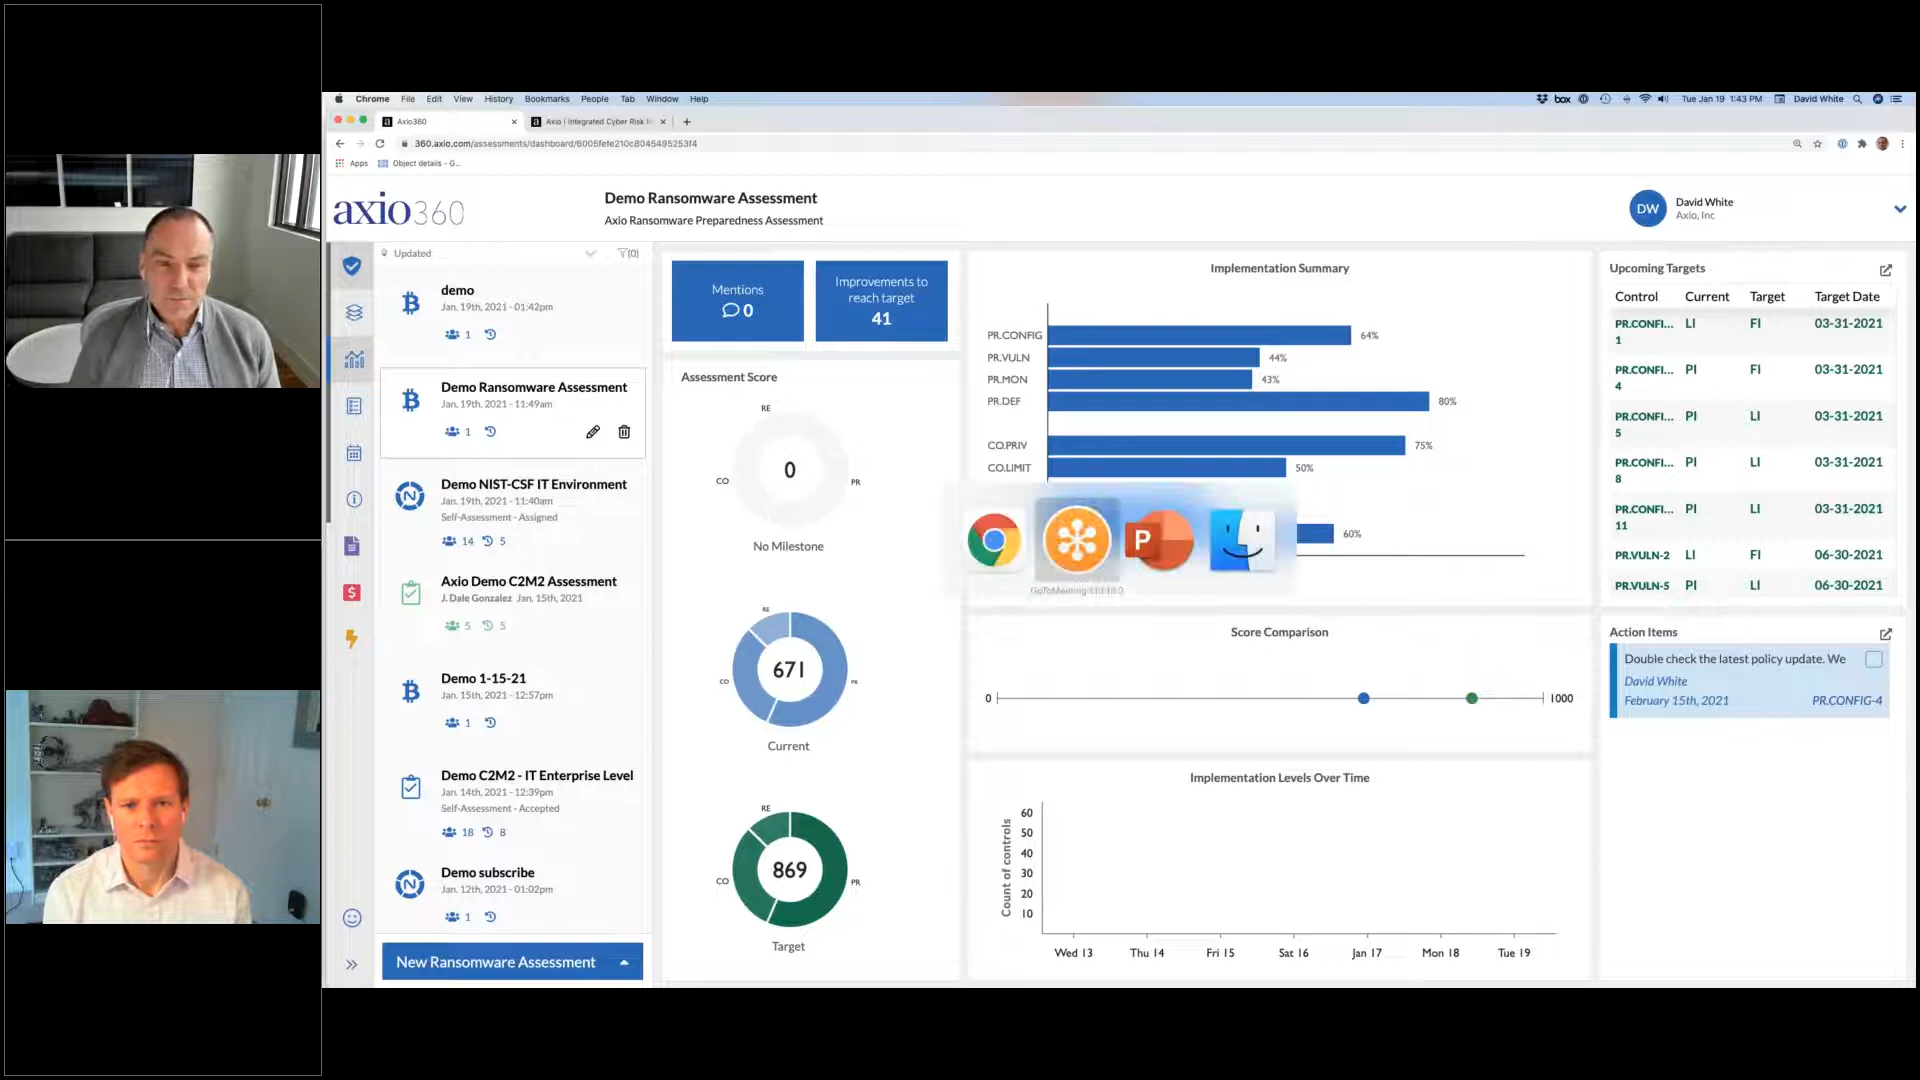 Chrome File Edit View History Bookmarks People Tab Window Help
box Tue Jan 19 1:43 PM David White
Axio360 Axio | Integrated Cyber Risk
360.axio.com/assessments/dashboard/6005fefe210c8045495253f4
Apps Object details - G...
axio360
Demo Ransomware Assessment
Axio Ransomware Preparedness Assessment
DW
David White
Axio, Inc
Updated
(0)
demo
Jan. 19th, 2021 - 01:42pm
1
Demo Ransomware Assessment
Jan. 19th, 2021 - 11:49am
1
Demo NIST-CSF IT Environment
Jan. 19th, 2021 - 11:40am
Self-Assessment - Assigned
14 5
Axio Demo C2M2 Assessment
J. Dale Gonzalez Jan. 15th, 2021
5 5
Demo 1-15-21
Jan. 15th, 2021 - 12:57pm
1
Demo C2M2 - IT Enterprise Level
Jan. 14th, 2021 - 12:39pm
Self-Assessment - Accepted
18 8
Demo subscribe
Jan. 12th, 2021 - 01:02pm
1
New Ransomware Assessment
Mentions
0
Improvements to
reach target
41
Assessment Score
RE
CO
0
PR
No Milestone
RE
CO
671
PR
Current
RE
CO
869
PR
Target
Implementation Summary
PR.CONFIG 64%
PR.VULN 44%
PR.MON 43%
PR.DEF 80%
CO.PRIV 75%
CO.LIMIT 50%
60%
P
Score Comparison
0 1000
Implementation Levels Over Time
Count of controls
60
50
40
30
20
10
Wed 13 Thu 14 Fri 15 Sat 16 Jan 17 Mon 18 Tue 19
Upcoming Targets
Control Current Target Target Date
PR.CONFI... LI FI 03-31-2021
1
PR.CONFI... PI FI 03-31-2021
4
PR.CONFI... PI LI 03-31-2021
5
PR.CONFI... PI LI 03-31-2021
8
PR.CONFI... PI LI 03-31-2021
11
PR.VULN-2 LI FI 06-30-2021
PR.VULN-5 PI LI 06-30-2021
Action Items
Double check the latest policy update. We
David White
February 15th, 2021 PR.CONFIG-4